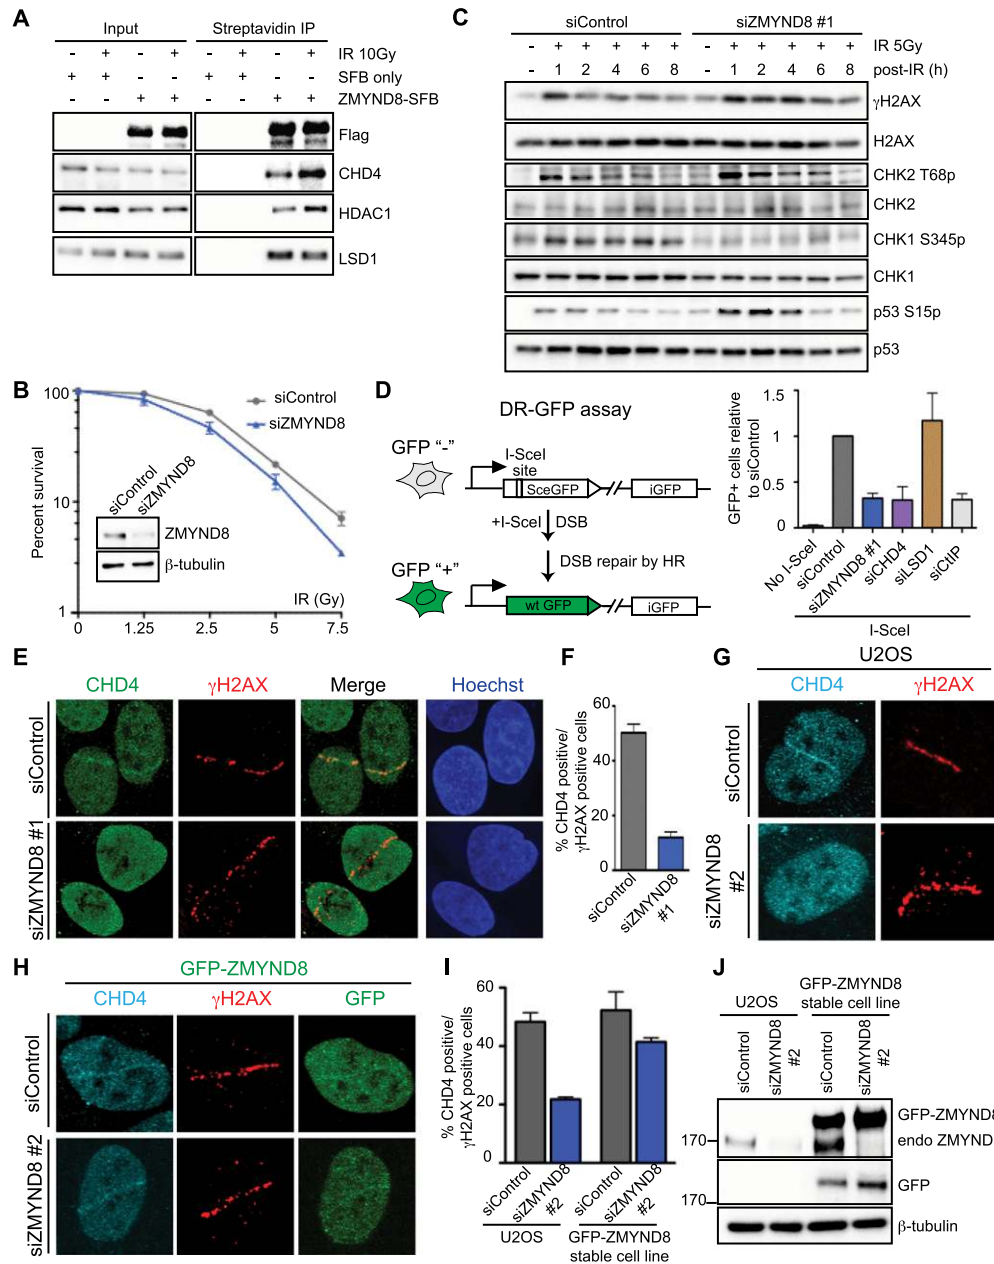 A
Input Streptavidin IP
- + - + - + - + IR 10Gy
+ + - - + + - - SFB only
- - + + - - + + ZMYND8-SFB
Flag
CHD4
HDAC1
LSD1
B
100
10
1
Percent survival
siControl
siZMYND8
siControl
siZMYND8
ZMYND8
β-tubulin
IR (Gy)
0 1.25 2.5 5 7.5
C
siControl siZMYND8 #1
- + + + + + - + + + + + IR 5Gy
- 1 2 4 6 8 - 1 2 4 6 8 post-IR (h)
γH2AX
H2AX
CHK2 T68p
CHK2
CHK1 S345p
CHK1
p53 S15p
p53
D
DR-GFP assay
GFP "-"
I-SceI
site
SceGFP iGFP
+I-SceI DSB
DSB repair by HR
GFP "+"
wt GFP iGFP
GFP+ cells relative
to siControl
1.5
1.0
0.5
0.0
No I-SceI
siControl
siZMYND8 #1
siCHD4
siLSD1
siCtIP
I-SceI
E
CHD4 γH2AX Merge Hoechst
siControl
siZMYND8 #1
F
% CHD4 positive/
γH2AX positive cells
60
40
20
0
siControl
siZMYND8
#1
G
U2OS
CHD4 γH2AX
siControl
siZMYND8
#2
H
GFP-ZMYND8
CHD4 γH2AX GFP
siControl
siZMYND8 #2
I
% CHD4 positive/
γH2AX positive cells
60
40
20
0
siControl
siZMYND8
#2
siControl
siZMYND8
#2
U2OS GFP-ZMYND8
stable cell line
J
GFP-ZMYND8
U2OS stable cell line
siControl
siZMYND8
#2
siControl
siZMYND8
#2
GFP-ZMYND8
170 endo ZMYND
GFP
170
β-tubulin